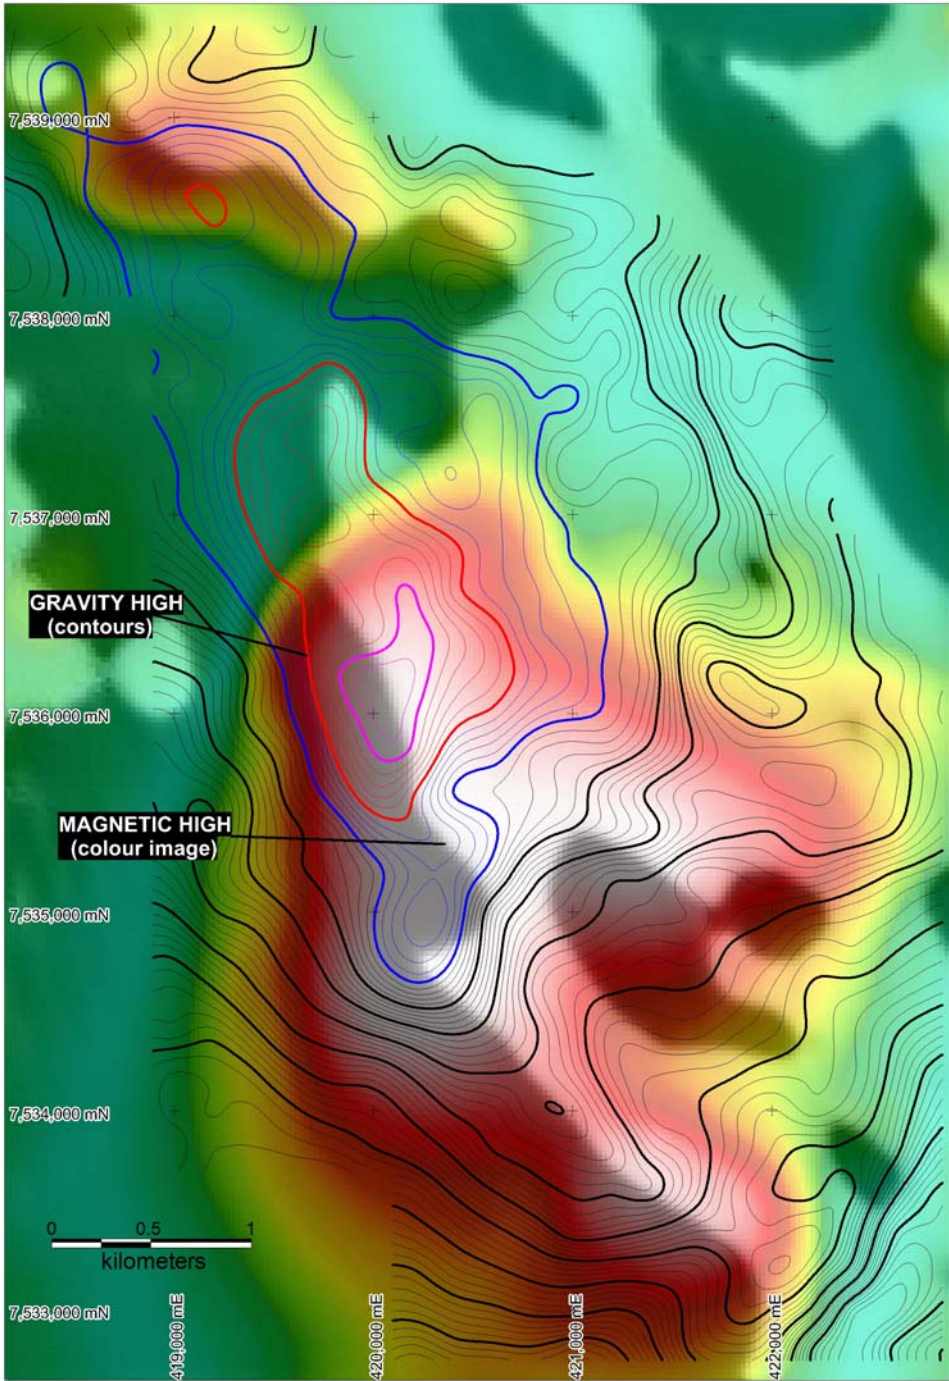 7,539,000 mN
7,538,000 mN
7,537,000 mN
GRAVITY HIGH
(contours)
7,536,000 mN
MAGNETIC HIGH
(colour image)
7,535,000 mN
7,534,000 mN
0 0.5 1
kilometers
7,533,000 mN
419,000 mE
420,000 mE
421,000 mE
422,000 mE